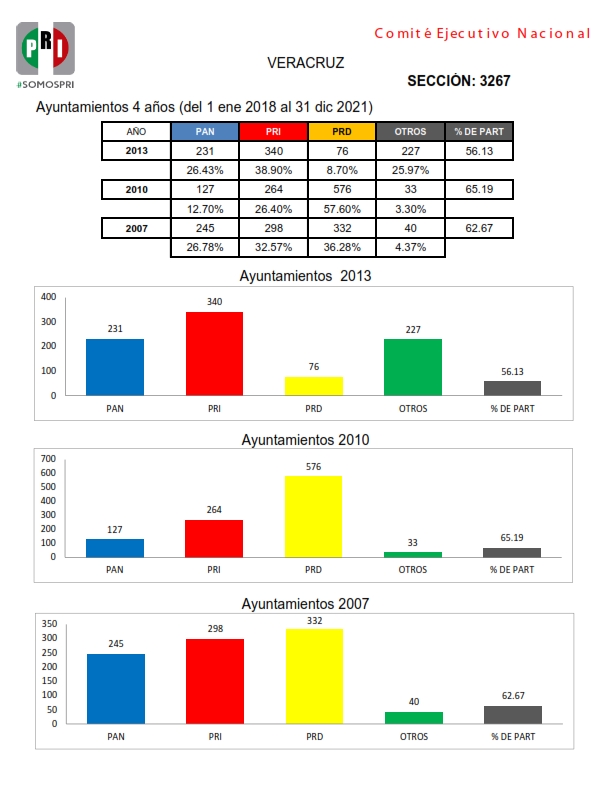 Comité Ejecutivo Nacional
PRI
#SOMOSPRI
VERACRUZ
SECCIÓN: 3267
Ayuntamientos 4 años (del 1 ene 2018 al 31 dic 2021)
AÑO PAN PRI PRD OTROS % DE PART
2013 231 340 76 227 56.13
26.43% 38.90% 8.70% 25.97%
2010 127 264 576 33 65.19
12.70% 26.40% 57.60% 3.30%
2007 245 298 332 40 62.67
26.78% 32.57% 36.28% 4.37%
Ayuntamientos 2013
400
300
200
100
0
231 340 76 227 56.13
PAN PRI PRD OTROS % DE PART
Ayuntamientos 2010
700
600
500
400
300
200
100
0
127 264 576 33 65.19
PAN PRI PRD OTROS % DE PART
Ayuntamientos 2007
350
300
250
200
150
100
50
0
245 298 332 40 62.67
PAN PRI PRD OTROS % DE PART